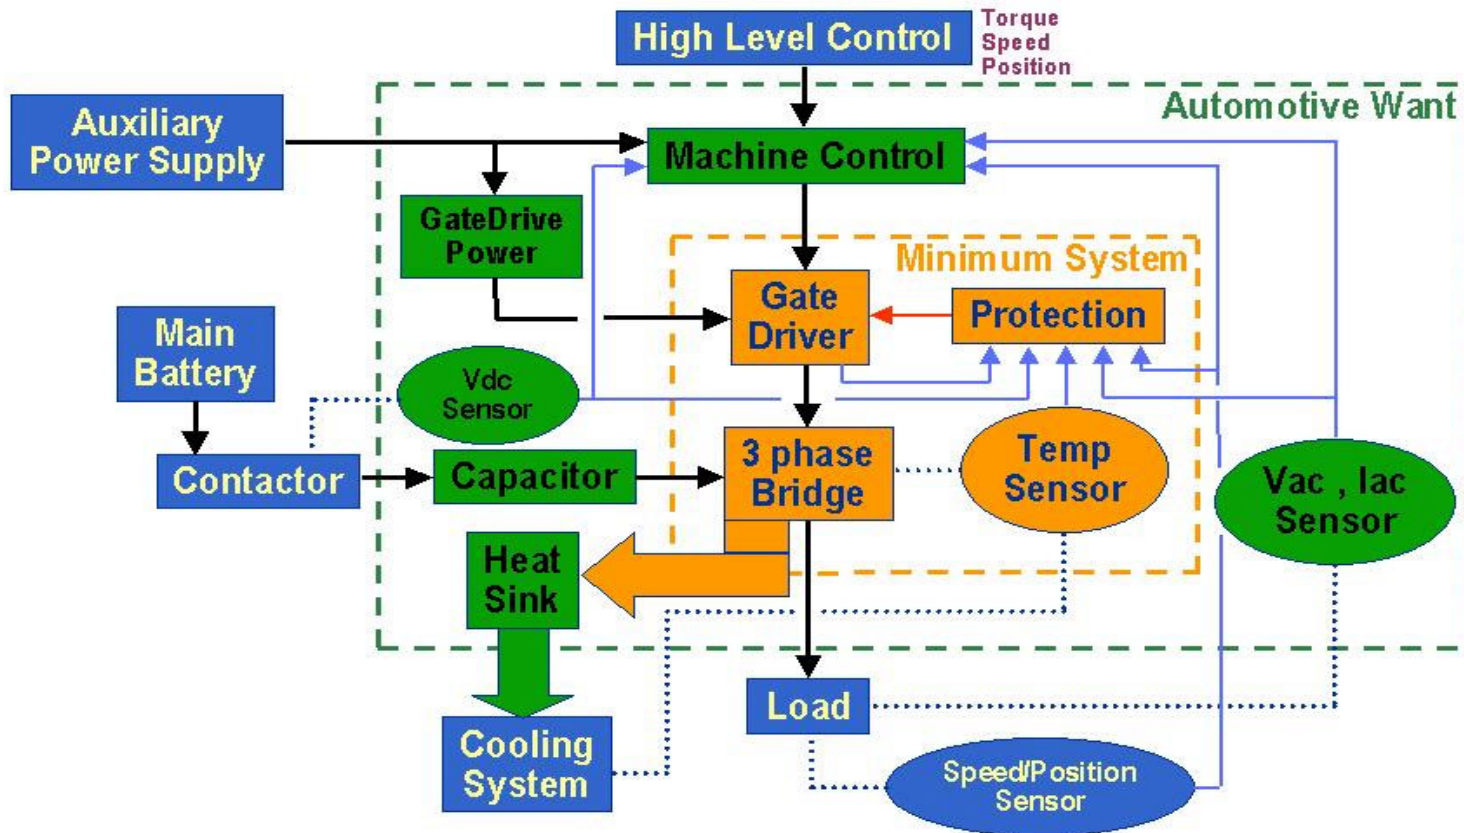 High Level Control
Torque
Speed
Position
Automotive Want
Auxiliary
Power Supply
Machine Control
GateDrive
Power
Minimum System
Gate
Driver
Protection
Main
Battery
Vdc
Sensor
Contactor
Capacitor
3 phase
Bridge
Temp
Sensor
Vac , Iac
Sensor
Heat
Sink
Load
Cooling
System
Speed/Position
Sensor